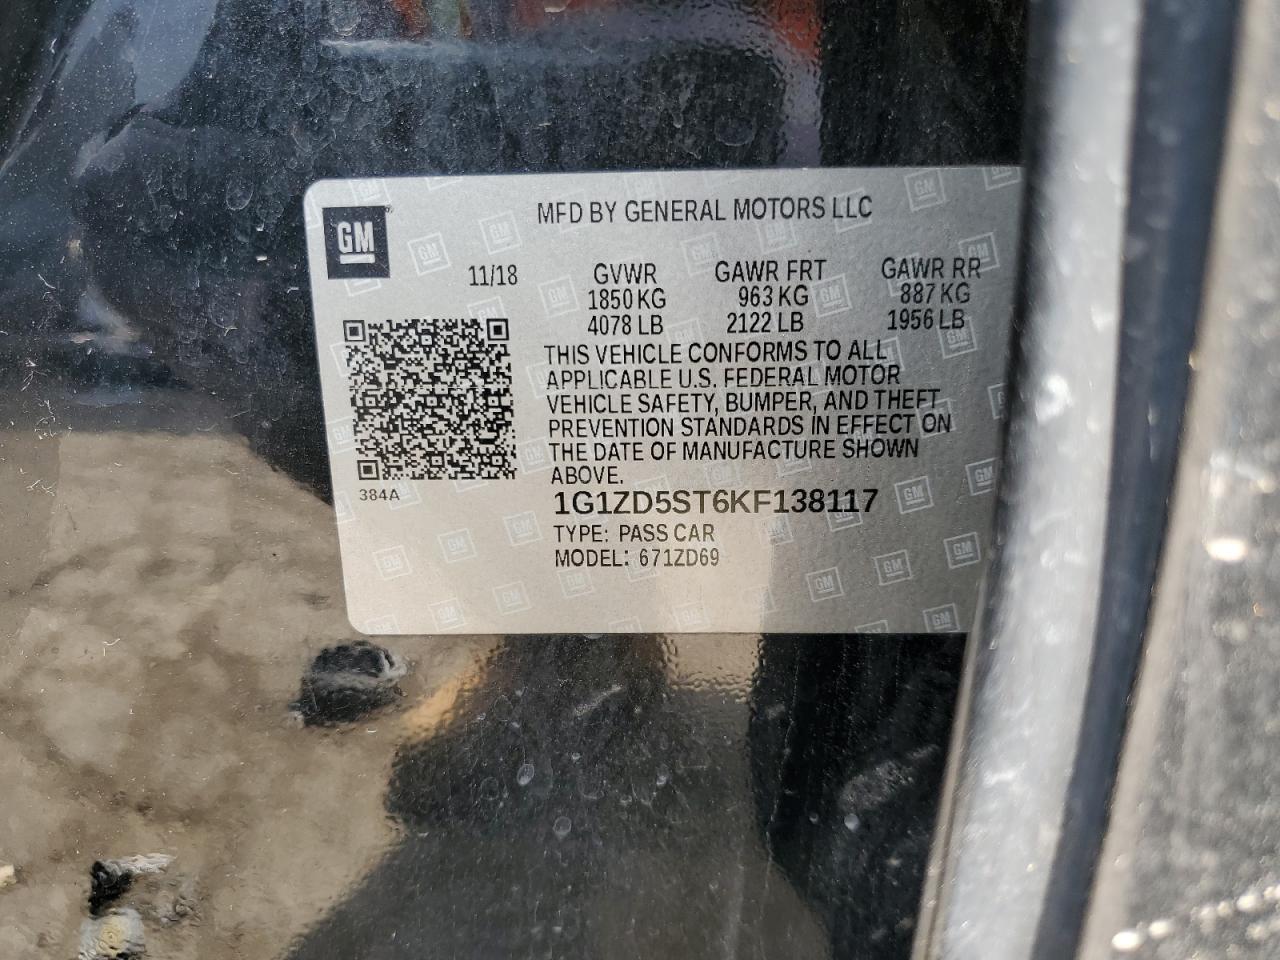 GM
MFD BY GENERAL MOTORS LLC
11/18 GVWR GAWR FRT GAWR RR
1850 KG 963 KG 887 KG
4078 LB 2122 LB 1956 LB
THIS VEHICLE CONFORMS TO ALL
APPLICABLE U.S. FEDERAL MOTOR
VEHICLE SAFETY, BUMPER, AND THEFT
PREVENTION STANDARDS IN EFFECT ON
THE DATE OF MANUFACTURE SHOWN
ABOVE.
384A
1G1ZD5ST6KF138117
TYPE: PASS CAR
MODEL: 671ZD69